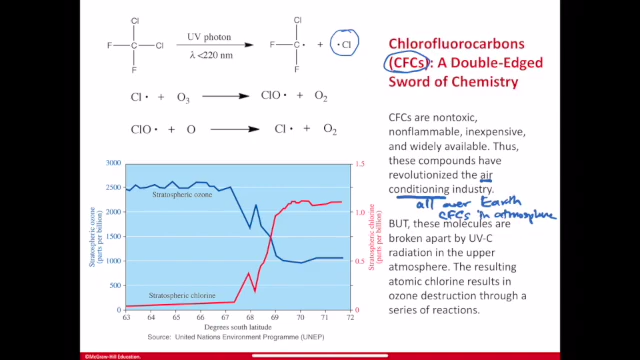 Cl
F
C
Cl
F
UV photon
λ<220 nm
Cl
F
C·
F
+
·Cl
Cl· + O3 ClO· + O2
ClO· + O Cl· + O2
Chlorofluorocarbons
(CFCs): A Double-Edged
Sword of Chemistry
CFCs are nontoxic,
nonflammable, inexpensive,
and widely available. Thus,
these compounds have
revolutionized the air
conditioning industry.
all over Earth
CFCs in atmosphere
BUT, these molecules are
broken apart by UV-C
radiation in the upper
atmosphere. The resulting
atomic chlorine results in
ozone destruction through a
series of reactions.
3000
2500
2000
1500
1000
500
0
Stratospheric ozone
(parts per billion)
Stratospheric ozone
Stratospheric chlorine
1.5
1.0
0.5
0
Stratospheric chlorine
(parts per billion)
63 64 65 66 67 68 69 70 71 72
Degrees south latitude
Source: United Nations Environment Programme (UNEP)
©McGraw-Hill Education.